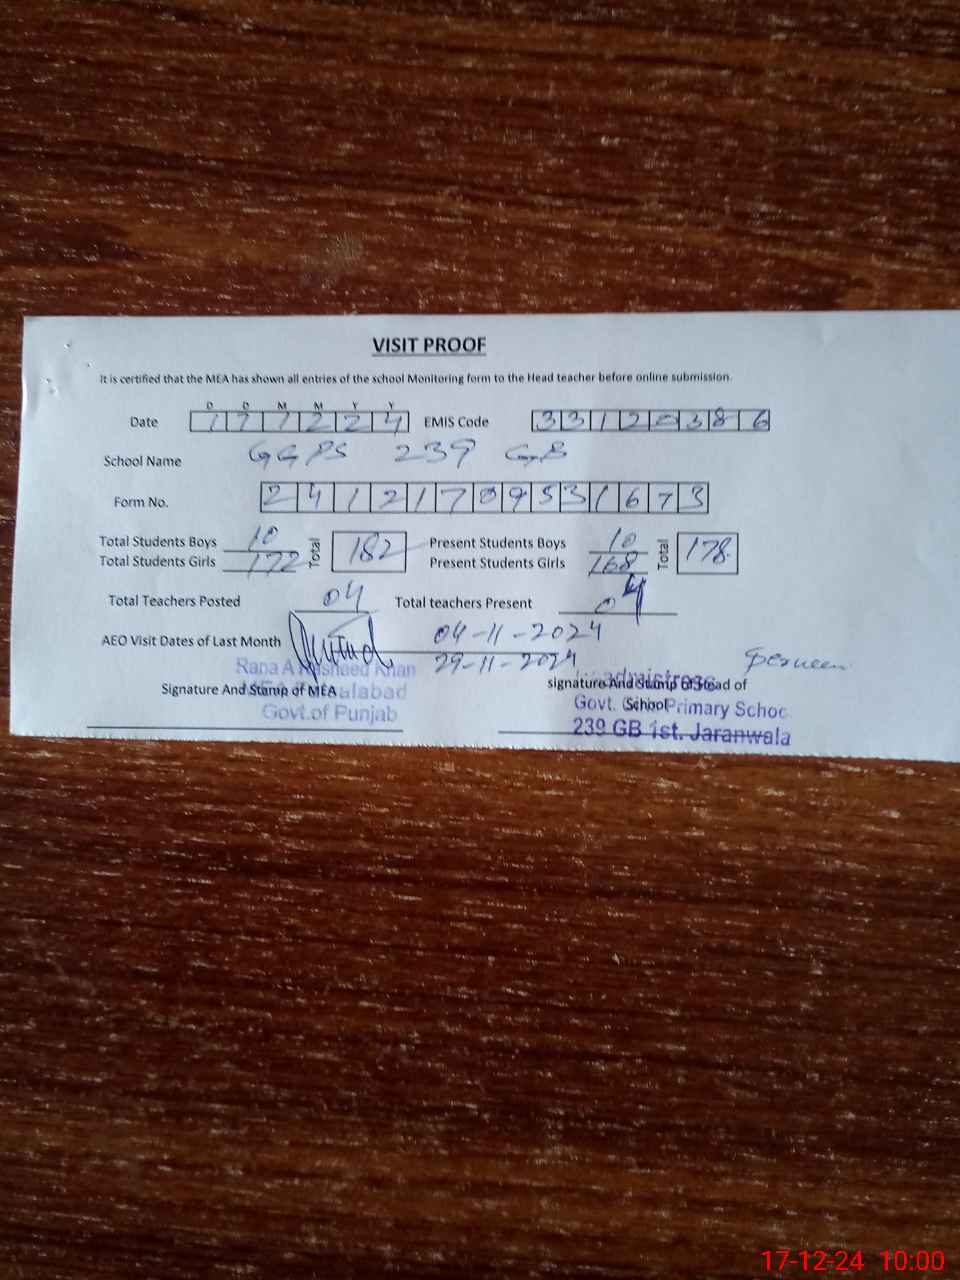 VISIT PROOF
It is certified that the MEA has shown all entries of the school Monitoring form to the Head teacher before online submission.
D D M M Y Y
Date 1 7 1 2 2 4 EMIS Code 3 3 1 2 0 3 8 6
School Name GGPS 239 GB
Form No. 2 4 1 2 1 7 0 9 5 3 1 6 7 3
Total Students Boys 10 Total 182 Present Students Boys 10 Total 178
Total Students Girls 172 Present Students Girls 168
Total Teachers Posted 04 Total teachers Present 04
AEO Visit Dates of Last Month 04-11-2024
29-11-2024
Perveen
Rana A Rasheed Khan
Signature And Stamp of MEA signature And Stamp of Head of School
Govt.of Punjab
Govt. Primary Schoo
239 GB 1st. Jaranwala
17-12-24 10:00